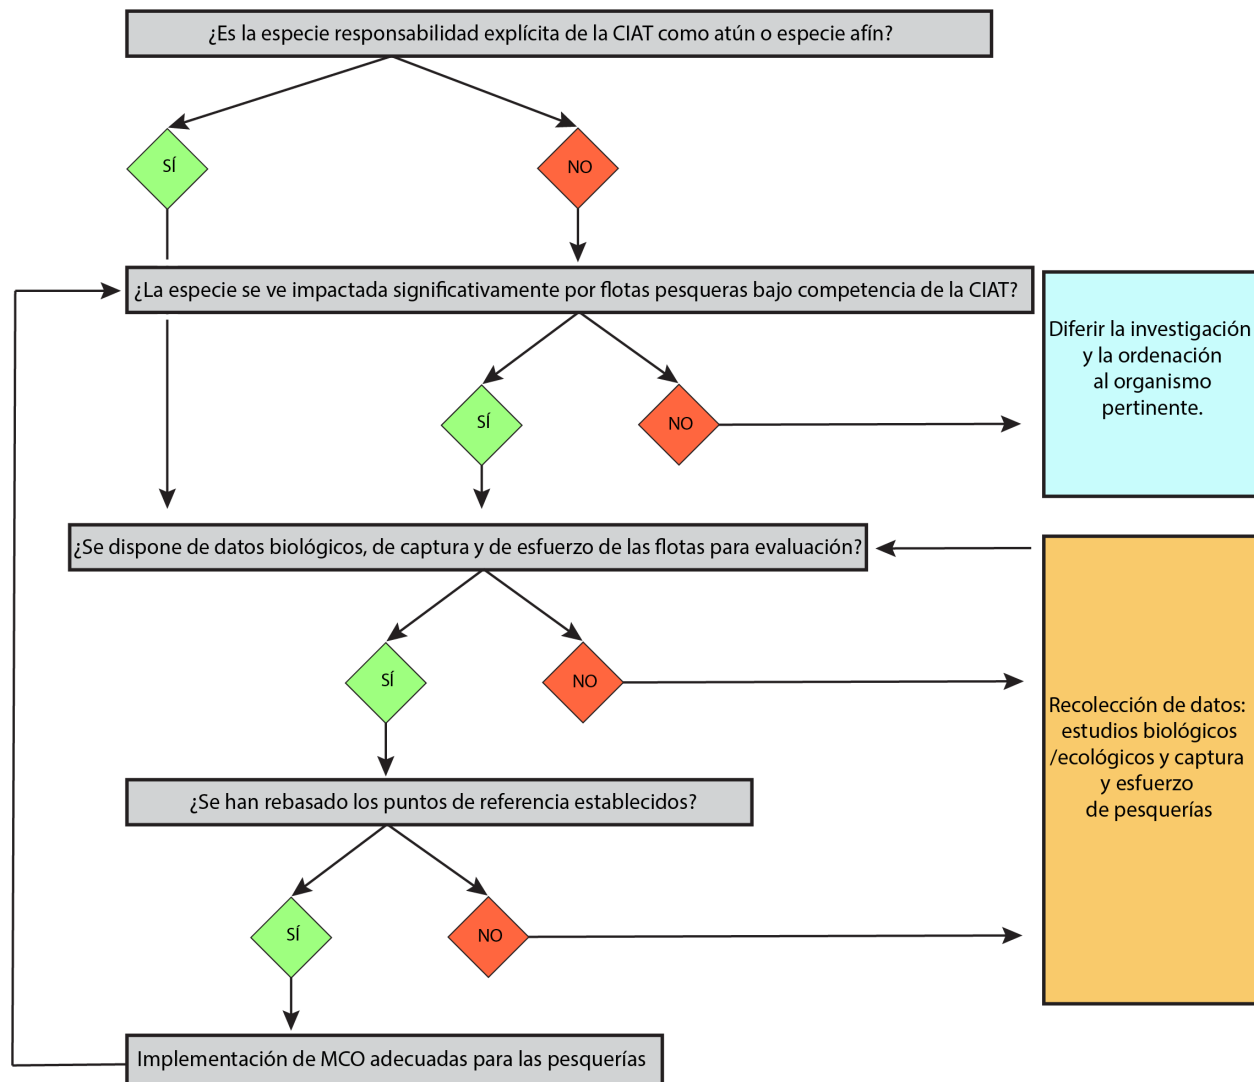 ¿Es la especie responsabilidad explícita de la CIAT como atún o especie afín?
SÍ
NO
¿La especie se ve impactada significativamente por flotas pesqueras bajo competencia de la CIAT?
Diferir la investigación
y la ordenación
al organismo
pertinente.
SÍ
NO
¿Se dispone de datos biológicos, de captura y de esfuerzo de las flotas para evaluación?
SÍ
NO
Recolección de datos:
estudios biológicos
/ecológicos y captura
y esfuerzo
de pesquerías
¿Se han rebasado los puntos de referencia establecidos?
SÍ
NO
Implementación de MCO adecuadas para las pesquerías